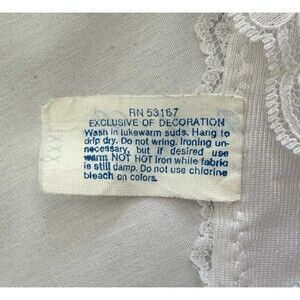 RN 53167
EXCLUSIVE OF DECORATION
Wash in lukewarm suds. Hang to
drip dry. Do not wring. Ironing un-
necessary, but if desired use
warm NOT HOT iron while fabric
is still damp. Do not use chlorine
bleach on colors.